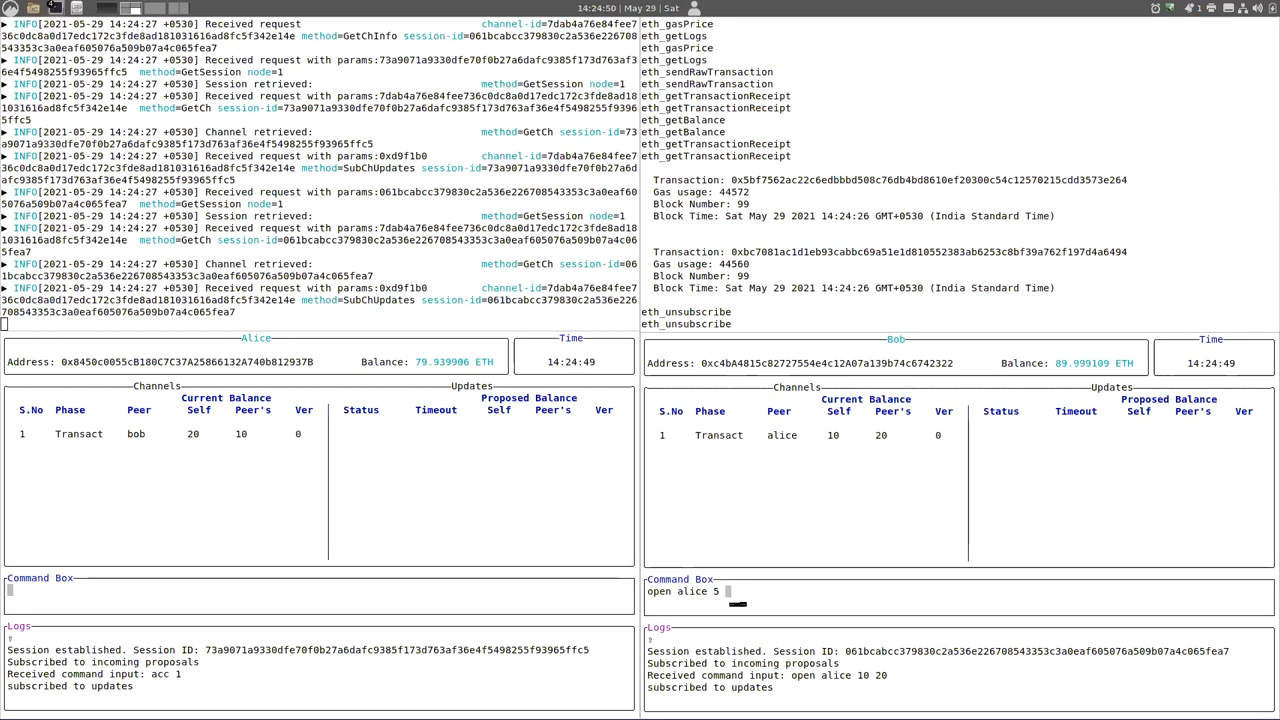 14:24:50 | May 29 | Sat
▶ INFO[2021-05-29 14:24:27 +0530] Received request channel-id=7dab4a76e84fee7
36c0dc8a0d17edc172c3fde8ad181031616ad8fc5f342e14e method=GetChInfo session-id=061bcabcc379830c2a536e226708
543353c3a0eaf605076a509b07a4c065fea7
▶ INFO[2021-05-29 14:24:27 +0530] Received request with params:73a9071a9330dfe70f0b27a6dafc9385f173d763af3
6e4f5498255f93965ffc5 method=GetSession node=1
▶ INFO[2021-05-29 14:24:27 +0530] Session retrieved: method=GetSession node=1
▶ INFO[2021-05-29 14:24:27 +0530] Received request with params:7dab4a76e84fee736c0dc8a0d17edc172c3fde8ad18
1031616ad8fc5f342e14e method=GetCh session-id=73a9071a9330dfe70f0b27a6dafc9385f173d763af36e4f5498255f9396
5ffc5
▶ INFO[2021-05-29 14:24:27 +0530] Channel retrieved: method=GetCh session-id=73
a9071a9330dfe70f0b27a6dafc9385f173d763af36e4f5498255f93965ffc5
▶ INFO[2021-05-29 14:24:27 +0530] Received request with params:0xd9f1b0 channel-id=7dab4a76e84fee7
36c0dc8a0d17edc172c3fde8ad181031616ad8fc5f342e14e method=SubChUpdates session-id=73a9071a9330dfe70f0b27a6d
afc9385f173d763af36e4f5498255f93965ffc5
▶ INFO[2021-05-29 14:24:27 +0530] Received request with params:061bcabcc379830c2a536e226708543353c3a0eaf60
5076a509b07a4c065fea7 method=GetSession node=1
▶ INFO[2021-05-29 14:24:27 +0530] Session retrieved: method=GetSession node=1
▶ INFO[2021-05-29 14:24:27 +0530] Received request with params:7dab4a76e84fee736c0dc8a0d17edc172c3fde8ad18
1031616ad8fc5f342e14e method=GetCh session-id=061bcabcc379830c2a536e226708543353c3a0eaf605076a509b07a4c06
5fea7
▶ INFO[2021-05-29 14:24:27 +0530] Channel retrieved: method=GetCh session-id=06
1bcabcc379830c2a536e226708543353c3a0eaf605076a509b07a4c065fea7
▶ INFO[2021-05-29 14:24:27 +0530] Received request with params:0xd9f1b0 channel-id=7dab4a76e84fee7
36c0dc8a0d17edc172c3fde8ad181031616ad8fc5f342e14e method=SubChUpdates session-id=061bcabcc379830c2a536e226
708543353c3a0eaf605076a509b07a4c065fea7
eth_gasPrice
eth_getLogs
eth_gasPrice
eth_getLogs
eth_sendRawTransaction
eth_sendRawTransaction
eth_getTransactionReceipt
eth_getTransactionReceipt
eth_getBalance
eth_getBalance
eth_getTransactionReceipt
eth_getTransactionReceipt
Transaction: 0x5bf7562ac22c6edbbbd508c76db4bd8610ef20300c54c12570215cdd3573e264
Gas usage: 44572
Block Number: 99
Block Time: Sat May 29 2021 14:24:26 GMT+0530 (India Standard Time)
Transaction: 0xbc7081ac1d1eb93cabbc69a51e1d810552383ab6253c8bf39a762f197d4a6494
Gas usage: 44560
Block Number: 99
Block Time: Sat May 29 2021 14:24:26 GMT+0530 (India Standard Time)
eth_unsubscribe
eth_unsubscribe
Alice Time
Address: 0x8450c0055cB180C7C37A25866132A740b812937B Balance: 79.939906 ETH 14:24:49
Channels Updates
Current Balance Proposed Balance
S.No Phase Peer Self Peer's Ver Status Timeout Self Peer's Ver
1 Transact bob 20 10 0
Command Box
Logs
⇧
Session established. Session ID: 73a9071a9330dfe70f0b27a6dafc9385f173d763af36e4f5498255f93965ffc5
Subscribed to incoming proposals
Received command input: acc 1
subscribed to updates
Bob Time
Address: 0xc4bA4815c82727554e4c12A07a139b74c6742322 Balance: 89.999109 ETH 14:24:49
Channels Updates
Current Balance Proposed Balance
S.No Phase Peer Self Peer's Ver Status Timeout Self Peer's Ver
1 Transact alice 10 20 0
Command Box
open alice 5
Logs
⇧
Session established. Session ID: 061bcabcc379830c2a536e226708543353c3a0eaf605076a509b07a4c065fea7
Subscribed to incoming proposals
Received command input: open alice 10 20
subscribed to updates